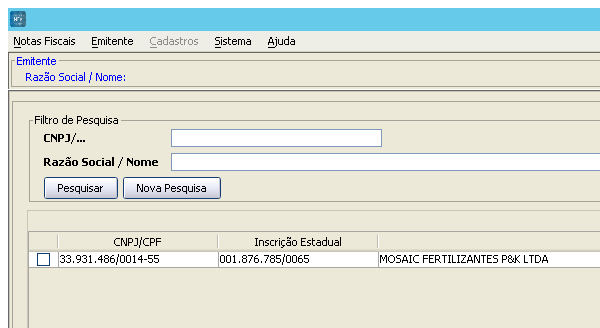 Notas Fiscais Emitente Cadastros Sistema Ajuda
Emitente
Razão Social / Nome:
Filtro de Pesquisa
CNPJ/...
Razão Social / Nome
Pesquisar Nova Pesquisa
CNPJ/CPF Inscrição Estadual
33.931.486/0014-55 001.876.785/0065 MOSAIC FERTILIZANTES P&K LTDA